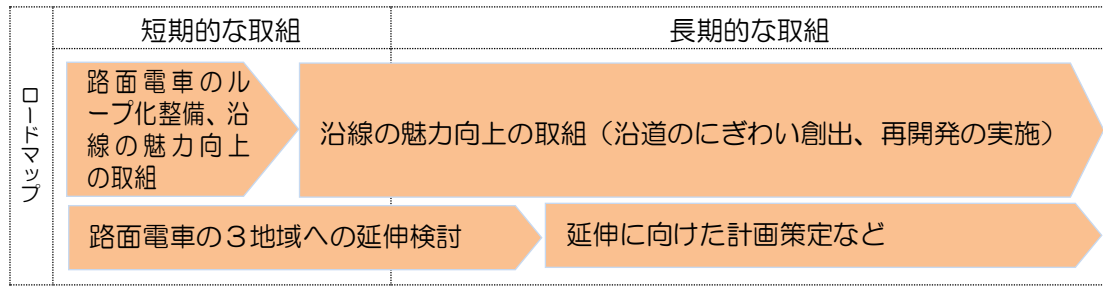 短期的な取組
長期的な取組
ロードマップ
路面電車のル
ープ化整備、沿
線の魅力向上
の取組
沿線の魅力向上の取組（沿道のにぎわい創出、再開発の実施）
路面電車の３地域への延伸検討
延伸に向けた計画策定など